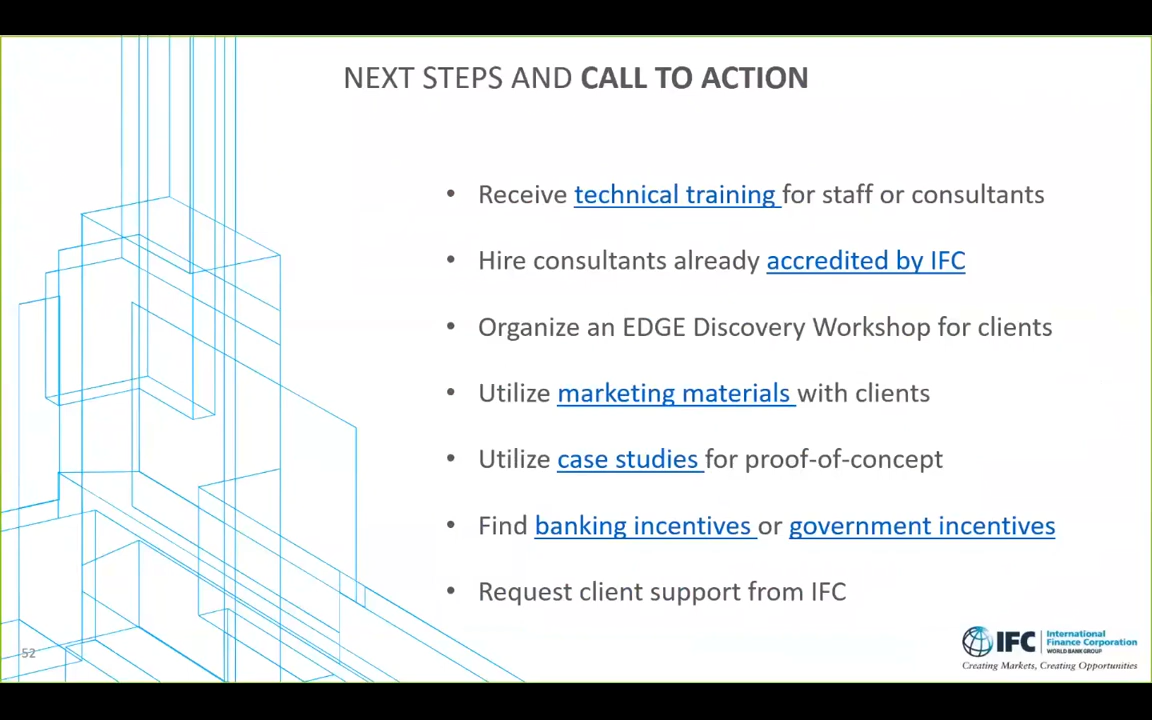 NEXT STEPS AND CALL TO ACTION
• Receive technical training for staff or consultants
• Hire consultants already accredited by IFC
• Organize an EDGE Discovery Workshop for clients
• Utilize marketing materials with clients
• Utilize case studies for proof-of-concept
• Find banking incentives or government incentives
• Request client support from IFC
52
IFC
International
Finance Corporation
WORLD BANK GROUP
Creating Markets, Creating Opportunities